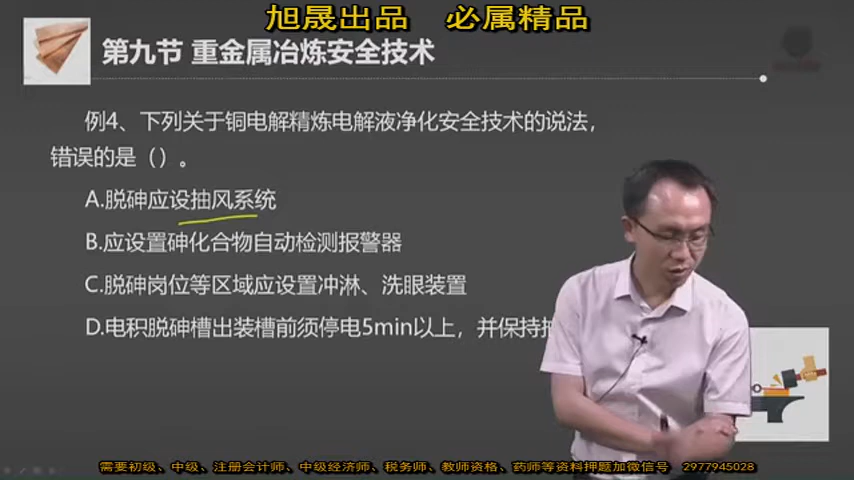 旭晟出品 必属精品
第九节 重金属冶炼安全技术
例4、下列关于铜电解精炼电解液净化安全技术的说法，
错误的是（）。
A.脱砷应设抽风系统
B.应设置砷化合物自动检测报警器
C.脱砷岗位等区域应设置冲淋、洗眼装置
D.电积脱砷槽出装槽前须停电5min以上，并保持
需要初级、中级、注册会计师、中级经济师、税务师、教师资格、药师等资料押题加微信号 2977945028